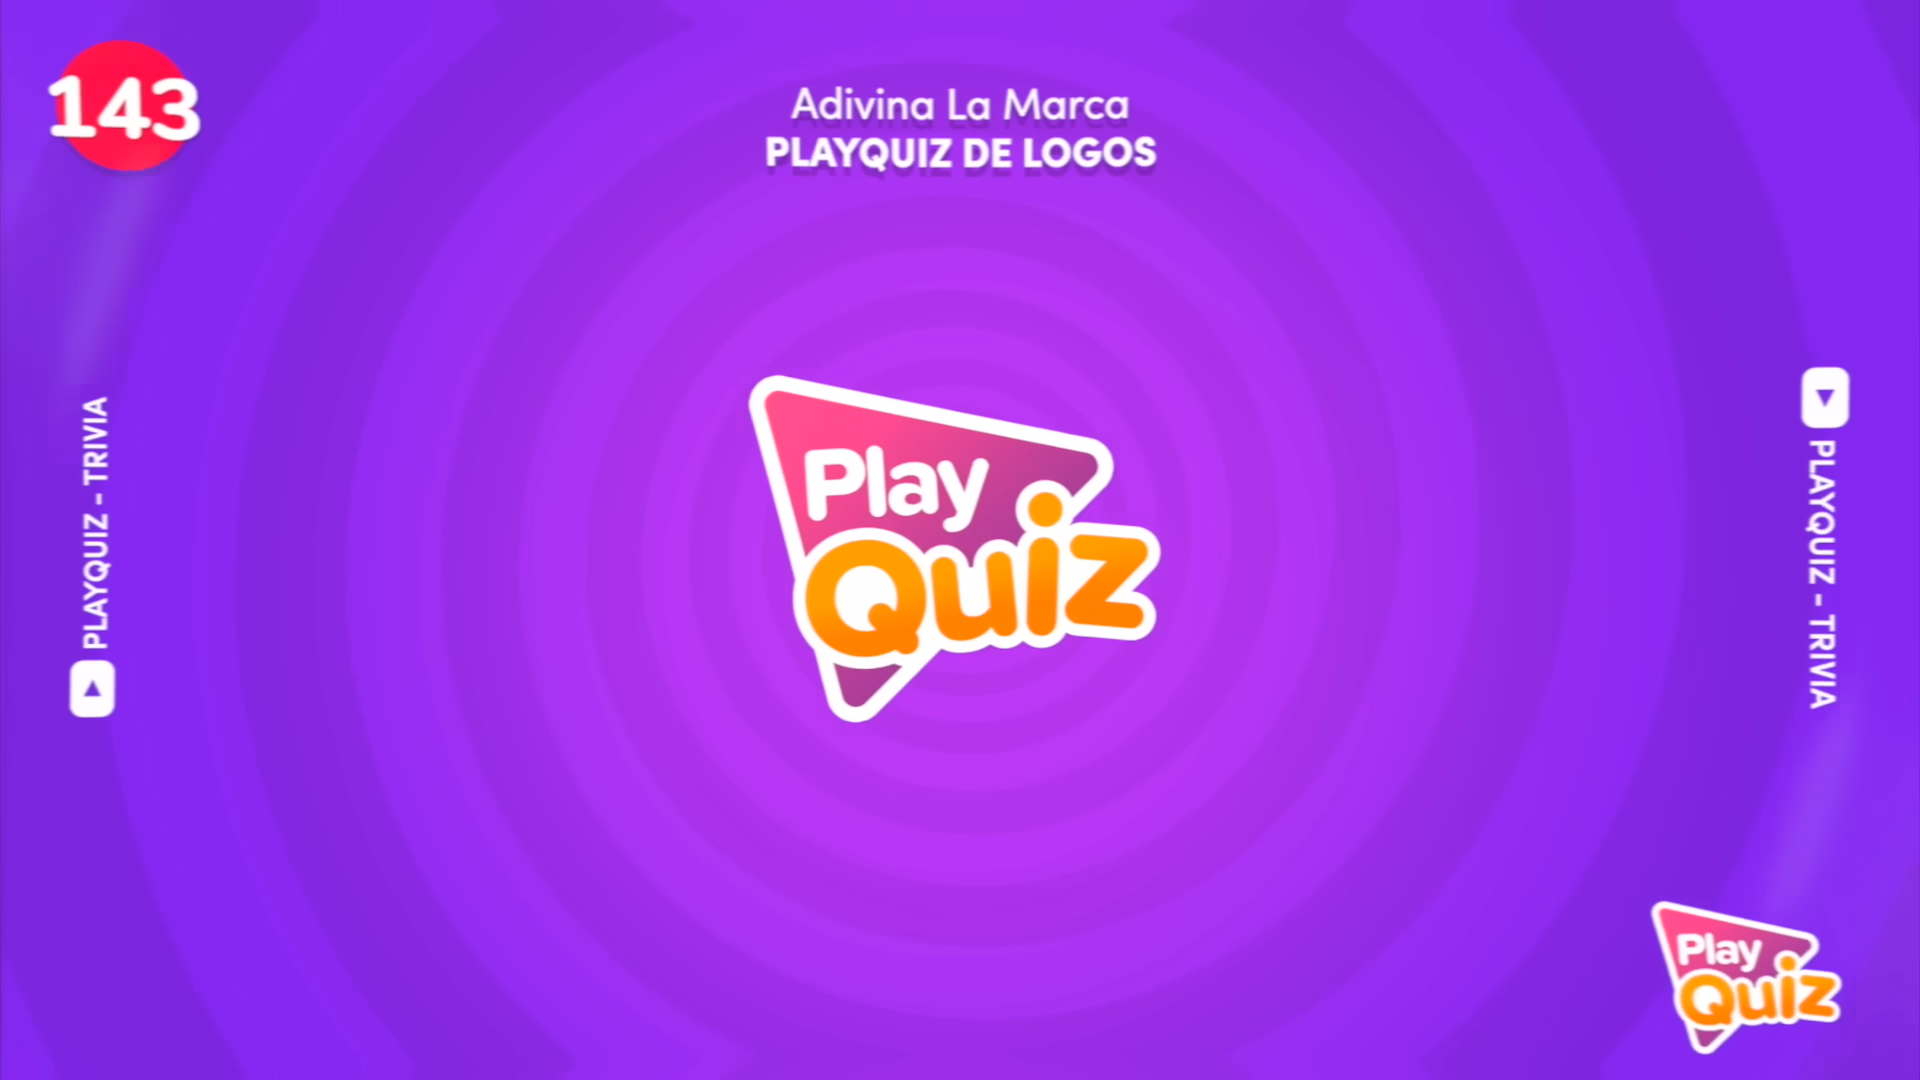 143
Adivina La Marca
PLAYQUIZ DE LOGOS
PLAYQUIZ - TRIVIA
Play
Quiz
PLAYQUIZ - TRIVIA
Play
Quiz